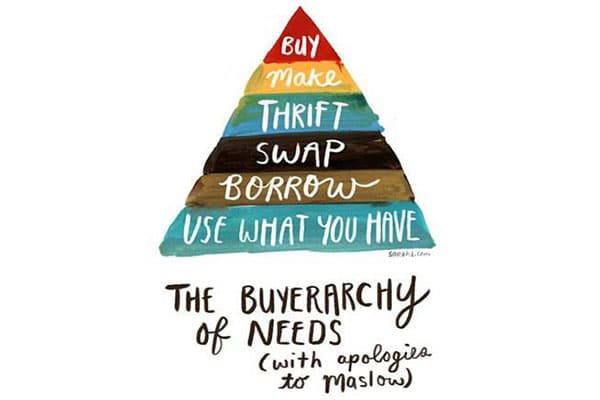 BUY
Make
THRIFT
SWAP
BORROW
USE WHAT YOU HAVE
SARAHL.COM
THE BUYERARCHY
of NEEDS
(with apologies
to Maslow)